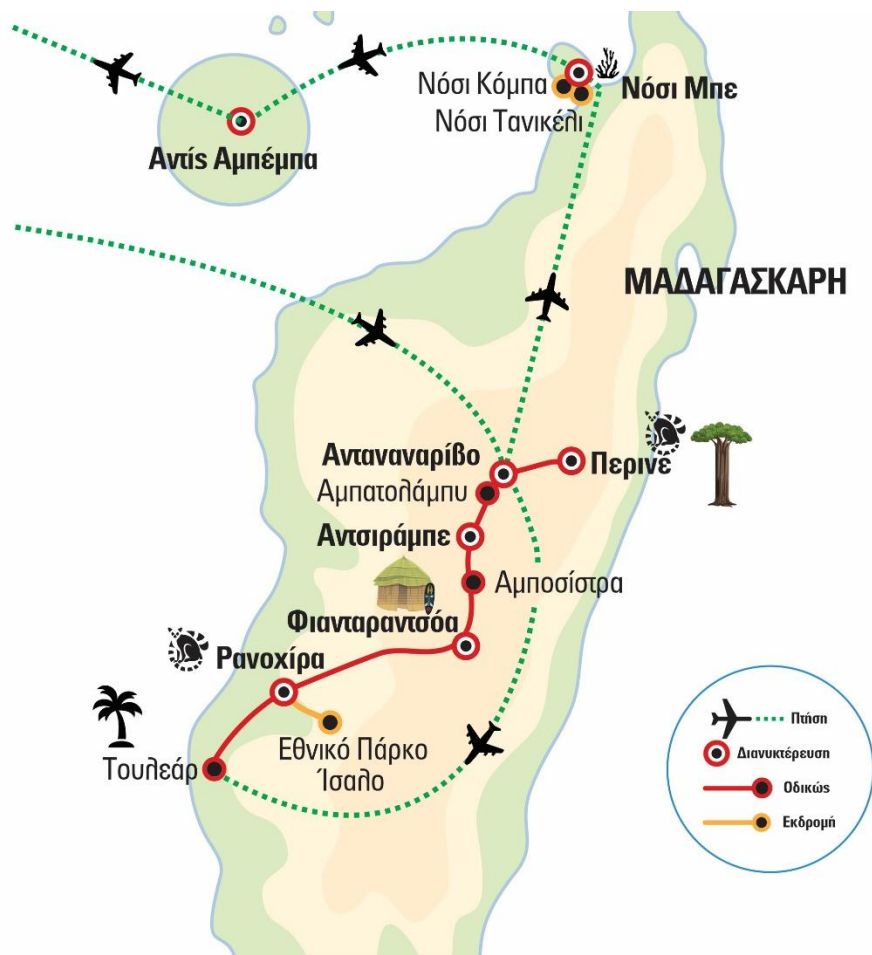 Νόσι Κόμπα
Νόσι Μπε
Νόσι Τανικέλι
Αντίς Αμπέμπα
ΜΑΔΑΓΑΣΚΑΡΗ
Ανταναναρίβο
Περινέ
Αμπατολάμπυ
Αντσιράμπε
Αμποσίστρα
Φιανταραντσόα
Ρανοχίρα
Εθνικό Πάρκο
Ίσαλο
Τουλεάρ
Πτήση
Διανυκτέρευση
Οδικώς
Εκδρομή